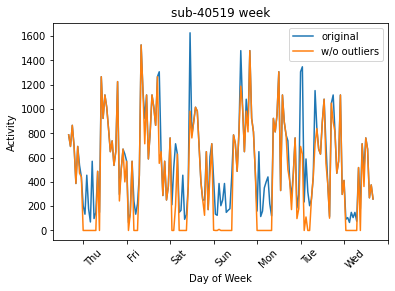 sub-40519 week
original
w/o outliers
Activity
1600
1400
1200
1000
800
600
400
200
0
Thu
Fri
Sat
Sun
Mon
Tue
Wed
Day of Week